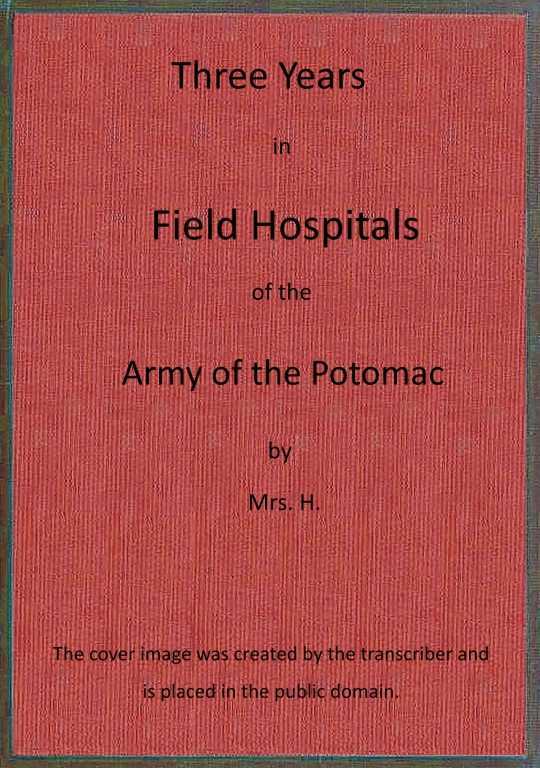 Three Years
in
Field Hospitals
of the
Army of the Potomac
by
Mrs. H.
The cover image was created by the transcriber and
is placed in the public domain.